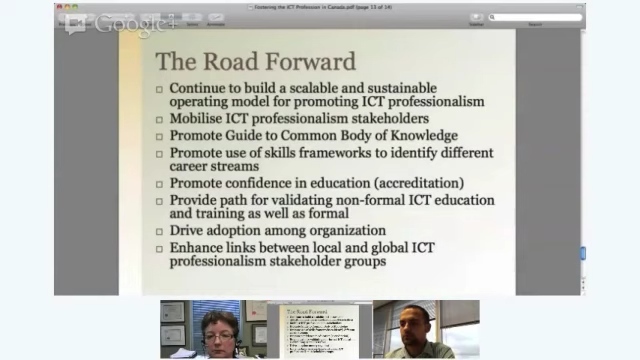 Fostering the ICT Profession in Canada.pdf (page 13 of 14)
Google+
The Road Forward
□ Continue to build a scalable and sustainable
operating model for promoting ICT professionalism
□ Mobilise ICT professionalism stakeholders
□ Promote Guide to Common Body of Knowledge
□ Promote use of skills frameworks to identify different
career streams
□ Promote confidence in education (accreditation)
□ Provide path for validating non-formal ICT education
and training as well as formal
□ Drive adoption among organization
□ Enhance links between local and global ICT
professionalism stakeholder groups
The Road Forward